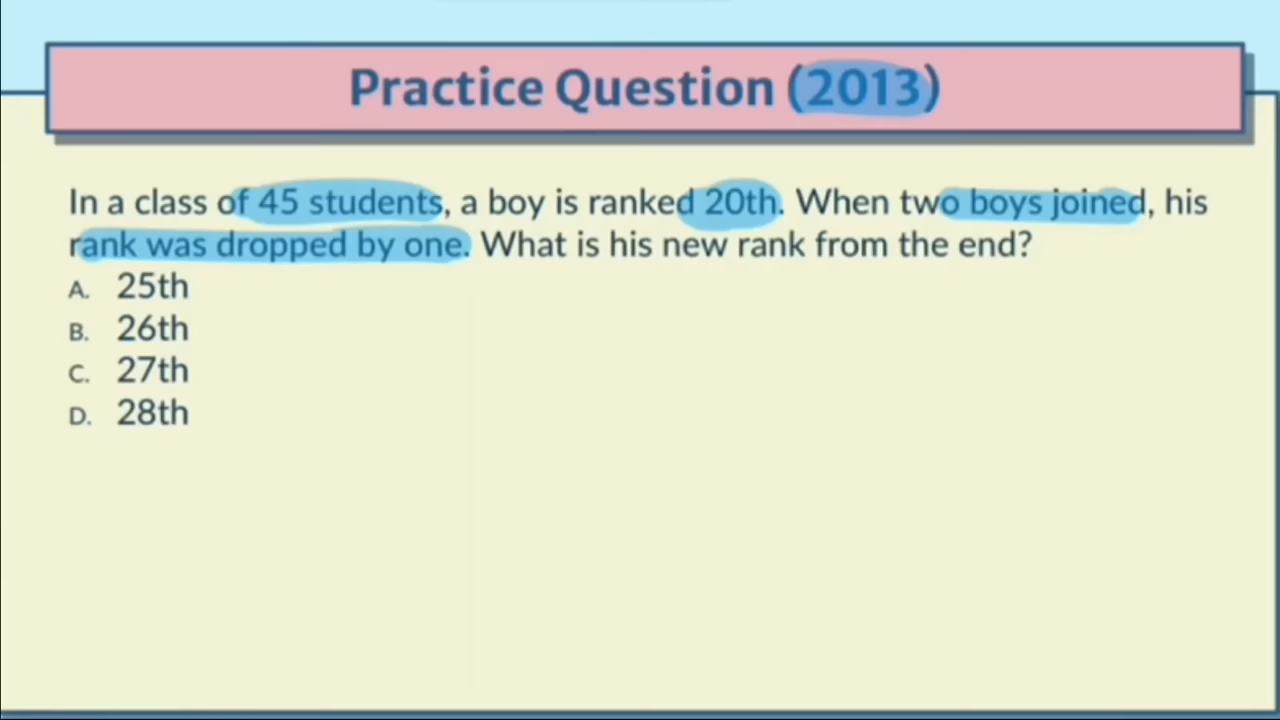 Practice Question (2013)
In a class of 45 students, a boy is ranked 20th. When two boys joined, his
rank was dropped by one. What is his new rank from the end?
A. 25th
B. 26th
C. 27th
D. 28th